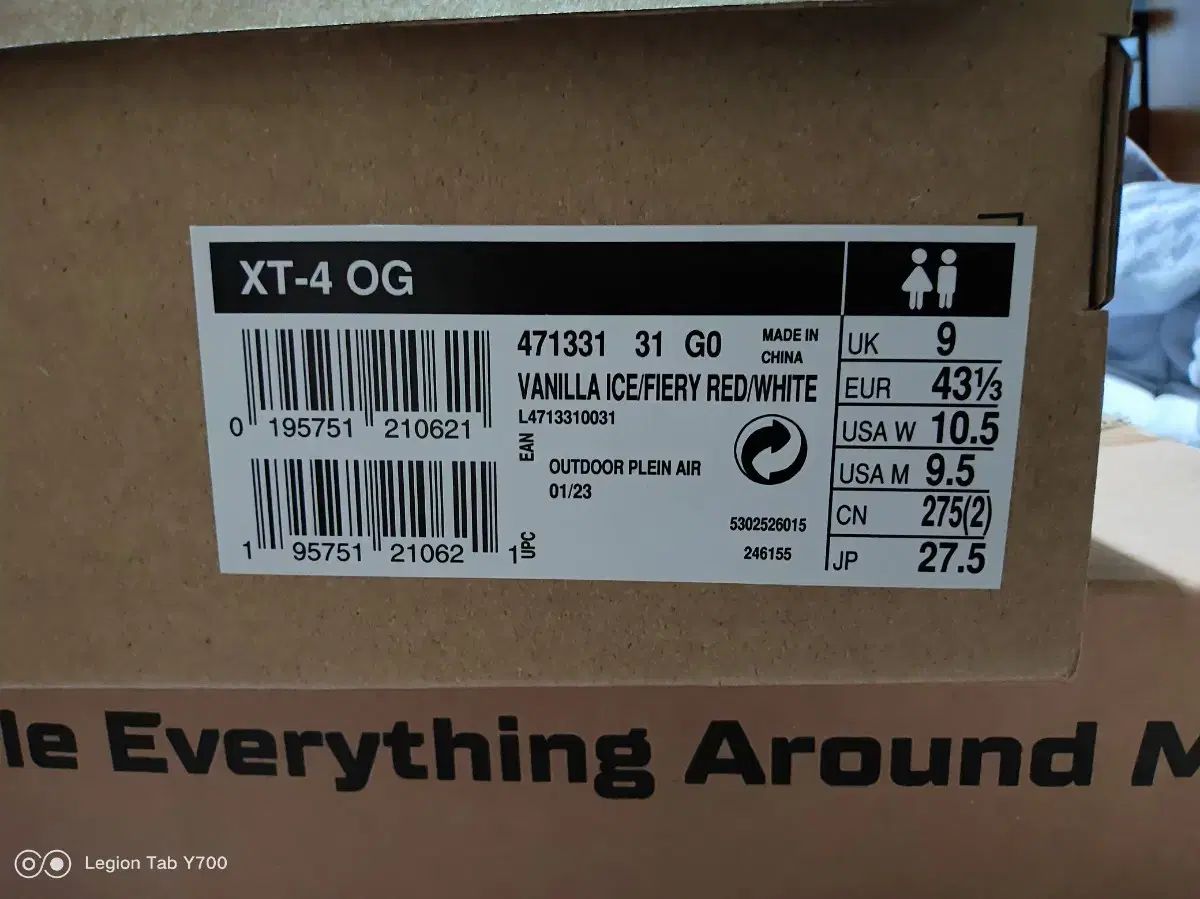 XT-4 OG
471331 31 G0
MADE IN
CHINA
VANILLA ICE/FIERY RED/WHITE
L4713310031
0 195751 210621
EAN
OUTDOOR PLEIN AIR
01/23
5302526015
246155
1 95751 21062 1
UPC
UK 9
EUR 43⅓
USA W 10.5
USA M 9.5
CN 275(2)
JP 27.5
le Everything Around M
Legion Tab Y700